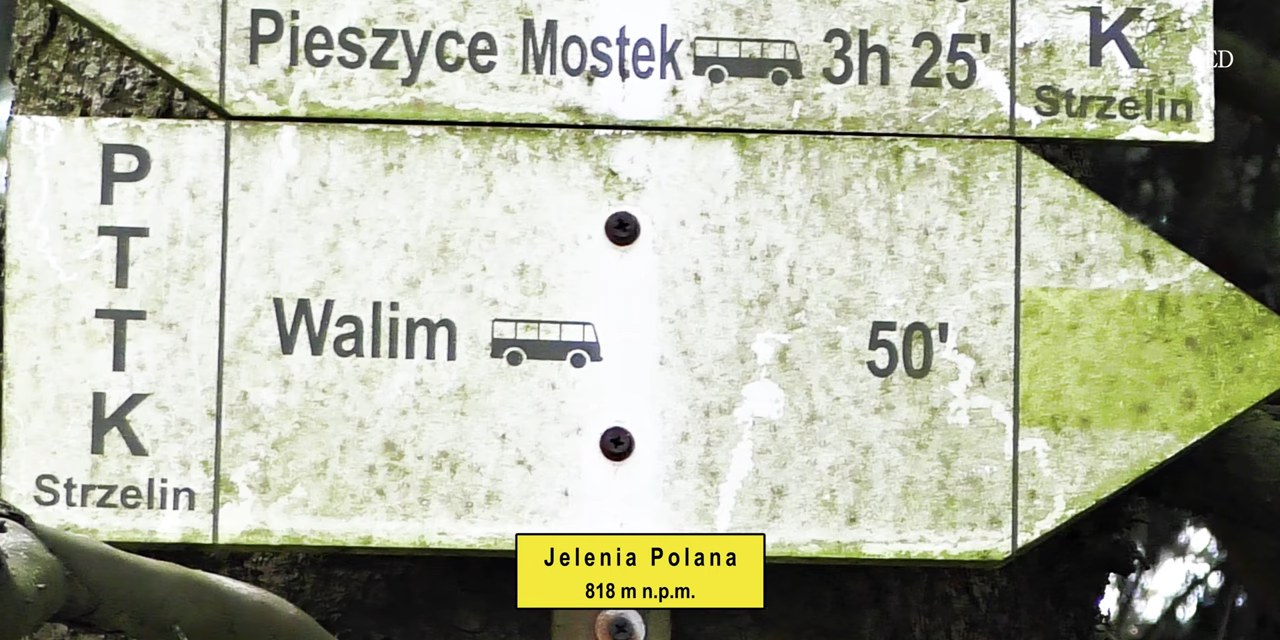 Pieszyce Mostek 3h 25'
K
Strzelin
P
T
T
K
Strzelin
Walim 50'
Jelenia Polana
818 m n.p.m.